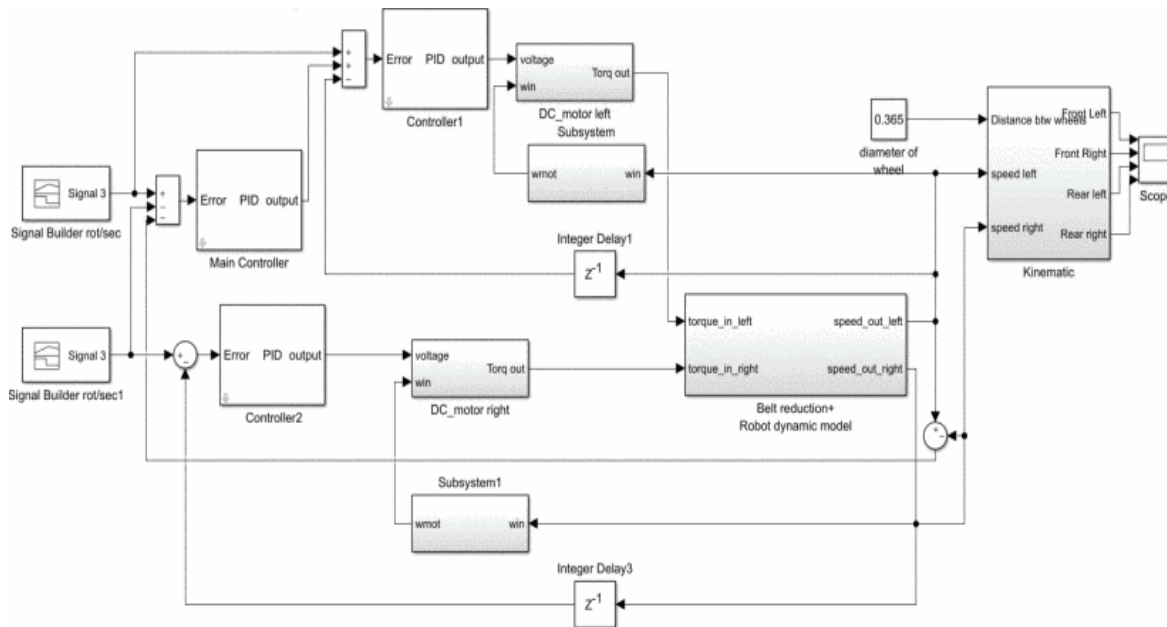 Error PID output
Controller1
voltage
win
Torq out
DC_motor left
Subsystem
wmot win
0.365
diameter of
wheel
Distance btw wheels
speed left
speed right
Front Left
Front Right
Rear left
Rear right
Kinematic
Scope
Signal 3
Signal Builder rot/sec
Error PID output
Main Controller
Integer Delay1
z-1
Signal 3
Signal Builder rot/sec1
Error PID output
Controller2
voltage
win
Torq out
DC_motor right
torque_in_left speed_out_left
torque_in_right speed_out_right
Belt reduction+
Robot dynamic model
Subsystem1
wmot win
Integer Delay3
z-1